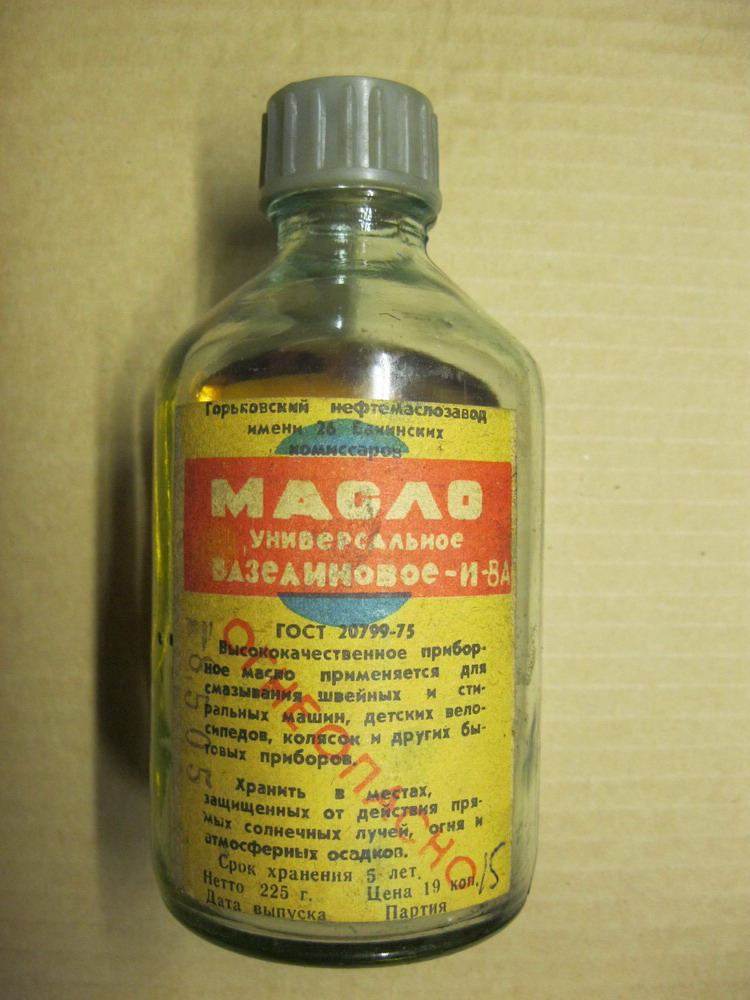 Горьковский нефтемаслозавод
имени 26 Бакинских
комиссаров
МАСЛО
УНИВЕРСАЛЬНОЕ
ВАЗЕЛИНОВОЕ-И-8А
ГОСТ 20799-75
Высококачественное прибор-
ное масло применяется для
смазывания швейных и сти-
ральных машин, детских вело-
сипедов, колясок и других бы-
товых приборов.
ОГНЕОПАСНО
Хранить в местах,
защищенных от действия пря-
мых солнечных лучей, огня и
атмосферных осадков.
Срок хранения 5 лет.
Нетто 225 г. Цена 19 коп.
15
Дата выпуска Партия